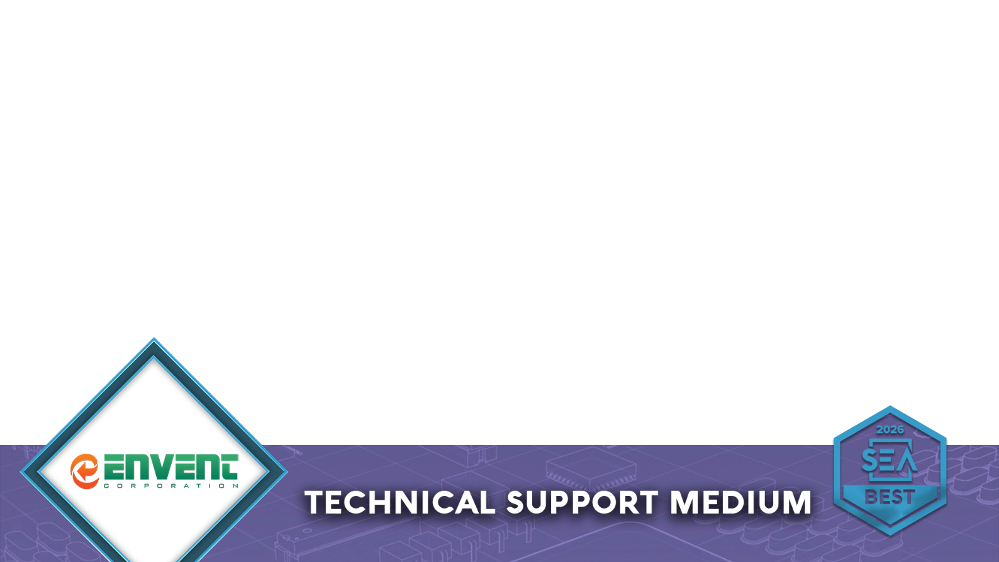 ENVENT
CORPORATION
TECHNICAL SUPPORT MEDIUM
2026
SEA
BEST